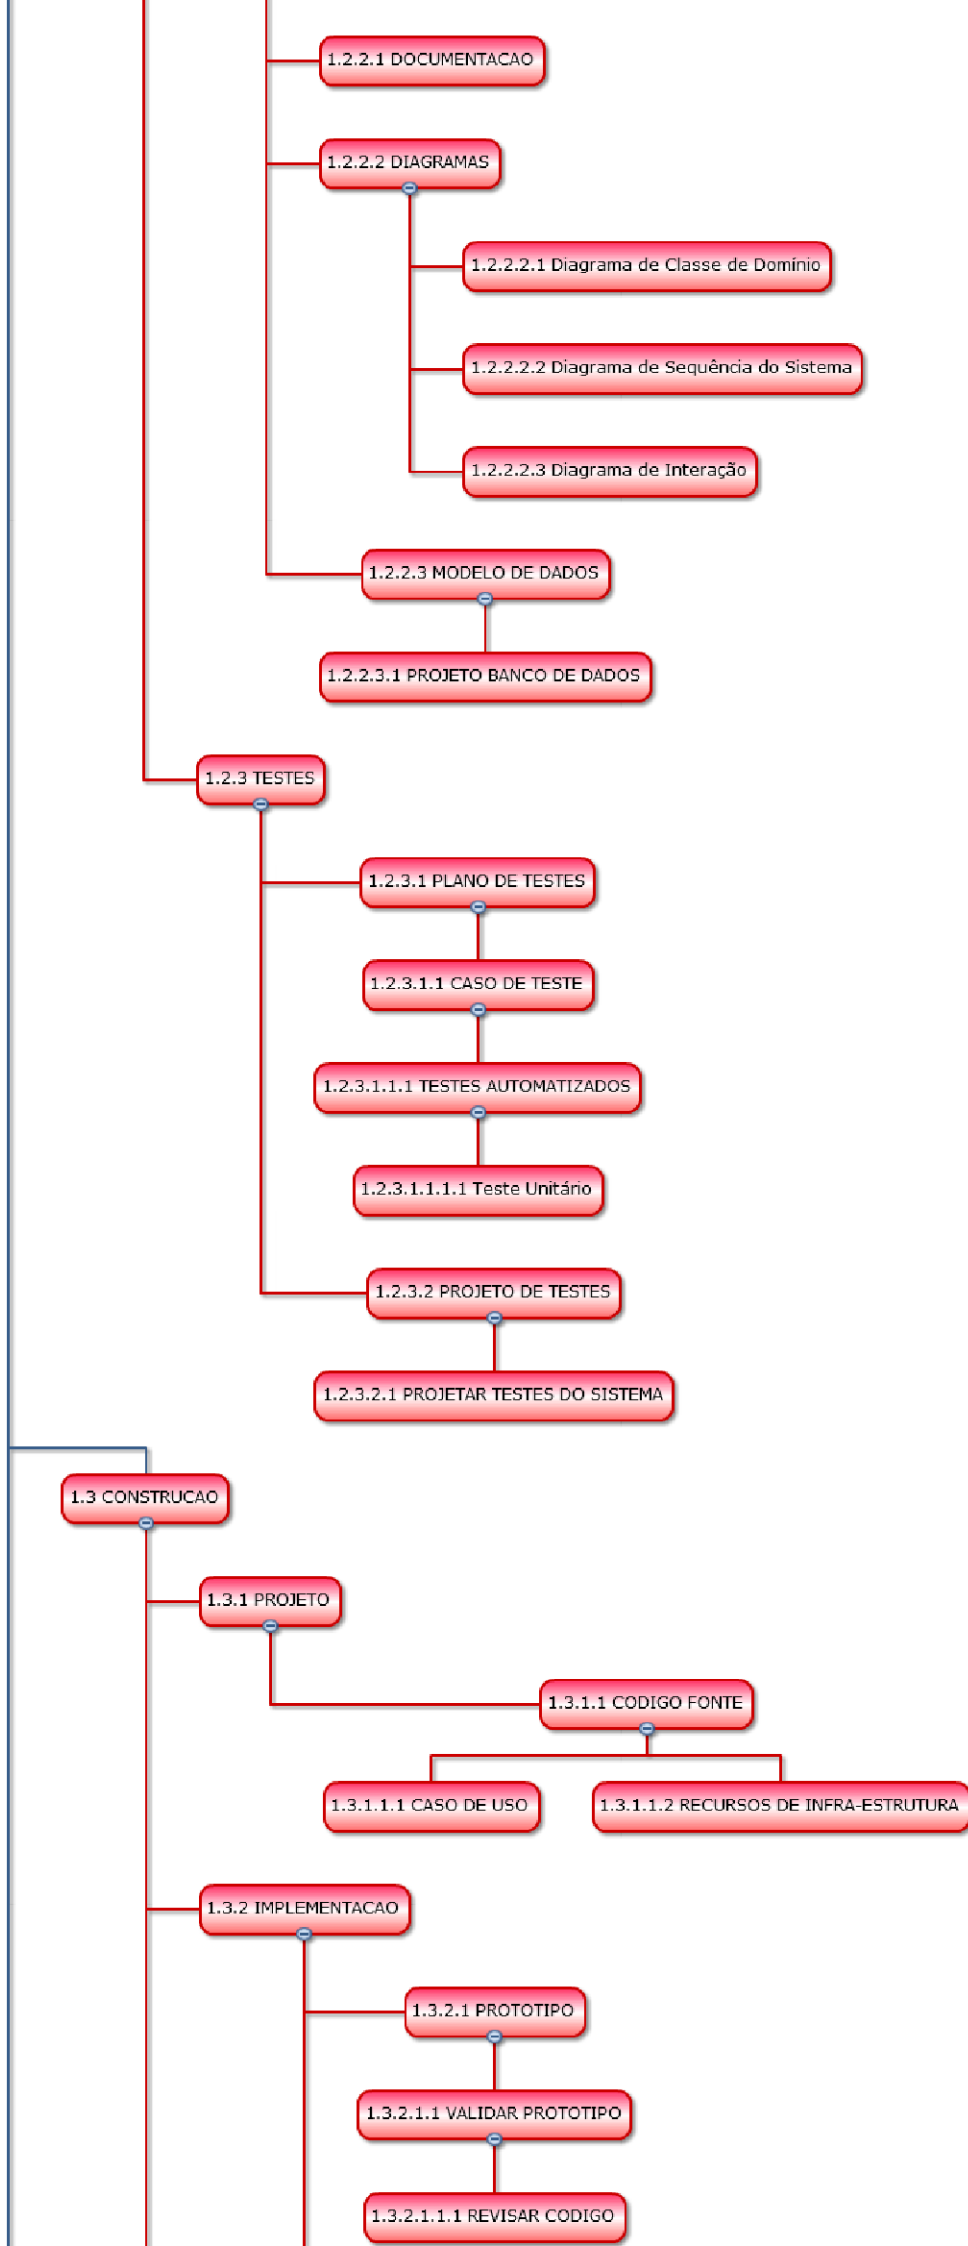 1.2.2.1 DOCUMENTACAO
1.2.2.2 DIAGRAMAS
1.2.2.2.1 Diagrama de Classe de Domínio
1.2.2.2.2 Diagrama de Sequência do Sistema
1.2.2.2.3 Diagrama de Interação
1.2.2.3 MODELO DE DADOS
1.2.2.3.1 PROJETO BANCO DE DADOS
1.2.3 TESTES
1.2.3.1 PLANO DE TESTES
1.2.3.1.1 CASO DE TESTE
1.2.3.1.1.1 TESTES AUTOMATIZADOS
1.2.3.1.1.1.1 Teste Unitário
1.2.3.2 PROJETO DE TESTES
1.2.3.2.1 PROJETAR TESTES DO SISTEMA
1.3 CONSTRUCAO
1.3.1 PROJETO
1.3.1.1 CODIGO FONTE
1.3.1.1.1 CASO DE USO
1.3.1.1.2 RECURSOS DE INFRA-ESTRUTURA
1.3.2 IMPLEMENTACAO
1.3.2.1 PROTOTIPO
1.3.2.1.1 VALIDAR PROTOTIPO
1.3.2.1.1.1 REVISAR CODIGO